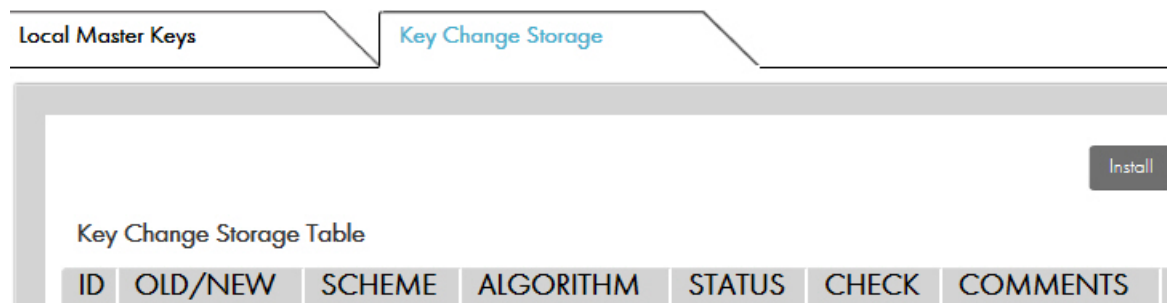 Local Master Keys Key Change Storage
Install
Key Change Storage Table
ID OLD/NEW SCHEME ALGORITHM STATUS CHECK COMMENTS